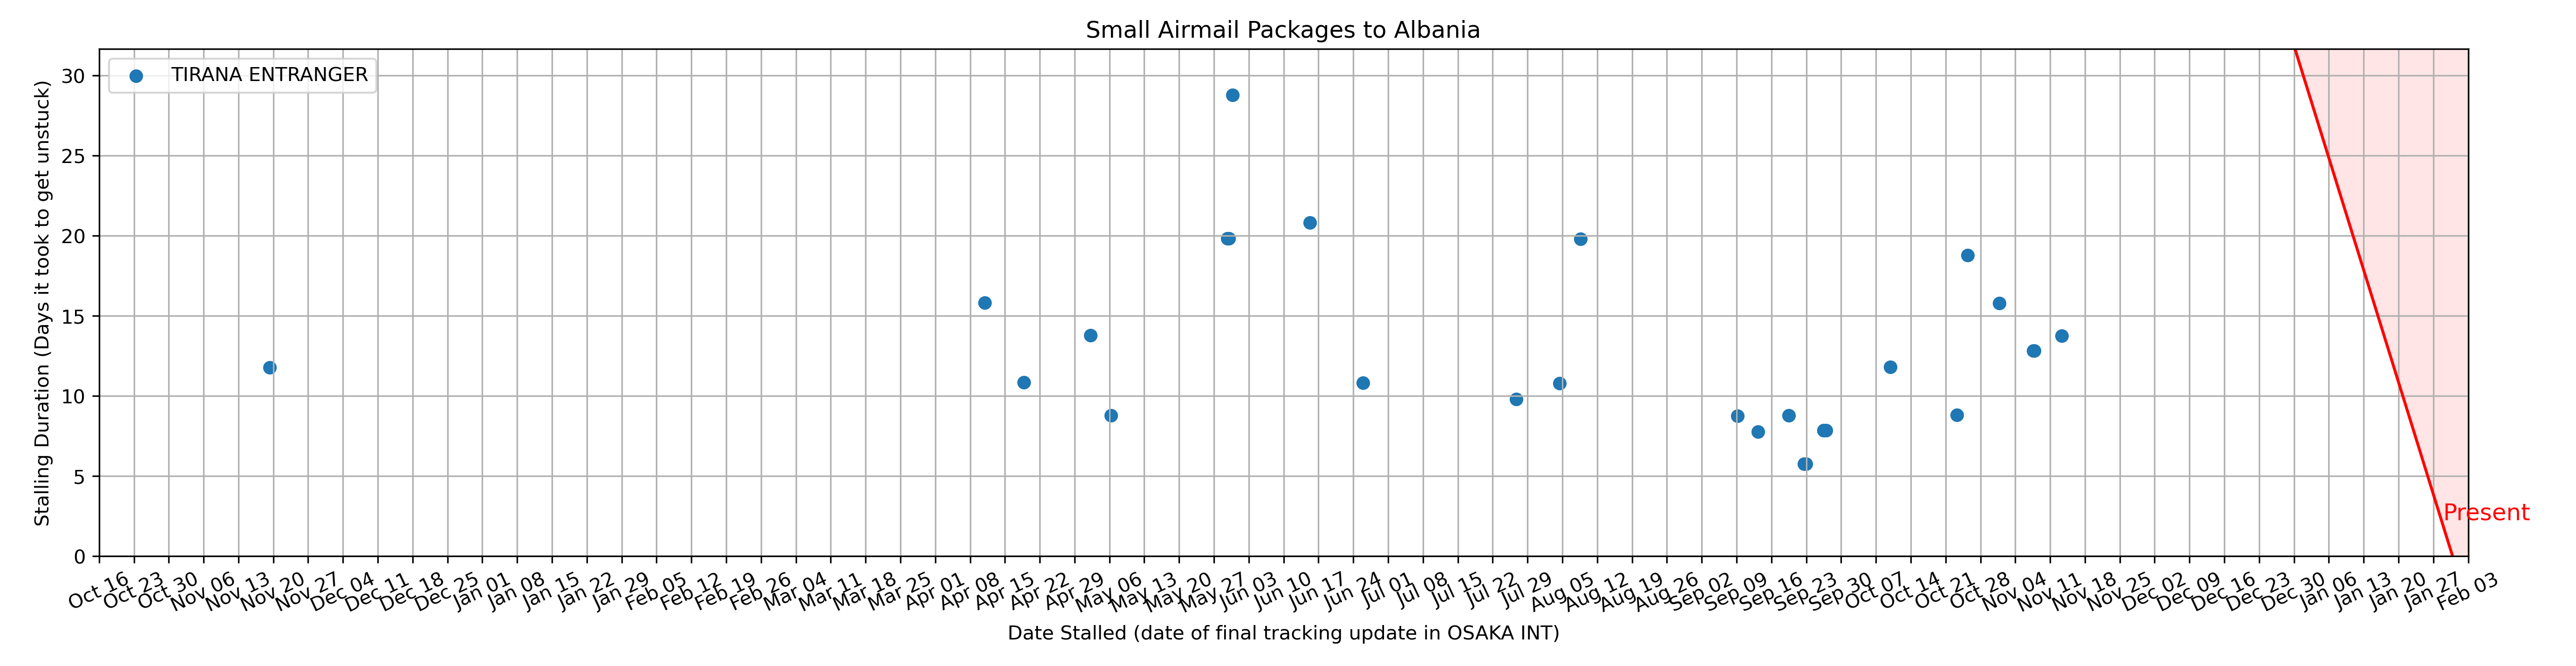 Small Airmail Packages to Albania
TIRANA ENTRANGER
Stalling Duration (Days it took to get unstuck)
30
25
20
15
10
5
0
Present
Oct 16
Oct 23
Oct 30
Nov 06
Nov 13
Nov 20
Nov 27
Dec 04
Dec 11
Dec 18
Dec 25
Jan 01
Jan 08
Jan 15
Jan 22
Jan 29
Feb 05
Feb 12
Feb 19
Feb 26
Mar 04
Mar 11
Mar 18
Mar 25
Apr 01
Apr 08
Apr 15
Apr 22
Apr 29
May 06
May 13
May 20
May 27
Jun 03
Jun 10
Jun 17
Jun 24
Jul 01
Jul 08
Jul 15
Jul 22
Jul 29
Aug 05
Aug 12
Aug 19
Aug 26
Sep 02
Sep 09
Sep 16
Sep 23
Sep 30
Oct 07
Oct 14
Oct 21
Oct 28
Nov 04
Nov 11
Nov 18
Nov 25
Dec 02
Dec 09
Dec 16
Dec 23
Dec 30
Jan 06
Jan 13
Jan 20
Jan 27
Feb 03
Date Stalled (date of final tracking update in OSAKA INT)